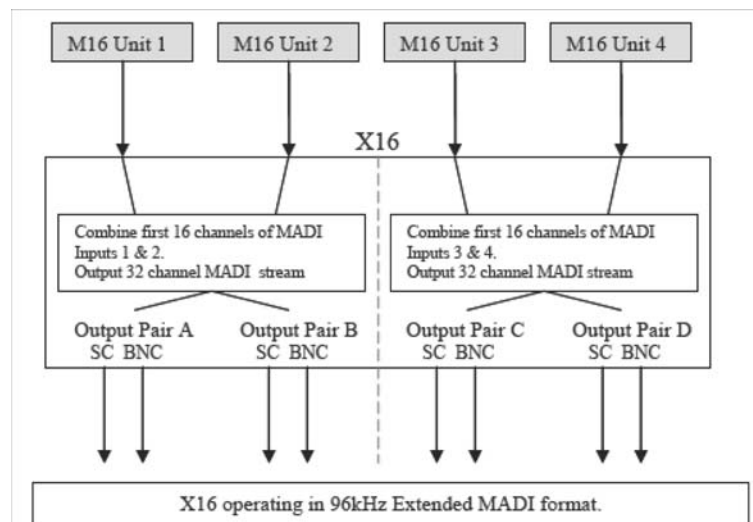 M16 Unit 1
M16 Unit 2
M16 Unit 3
M16 Unit 4
X16
Combine first 16 channels of MADI
Inputs 1 & 2.
Output 32 channel MADI stream
Combine first 16 channels of MADI
Inputs 3 & 4.
Output 32 channel MADI stream
Output Pair A
SC BNC
Output Pair B
SC BNC
Output Pair C
SC BNC
Output Pair D
SC BNC
X16 operating in 96kHz Extended MADI format.